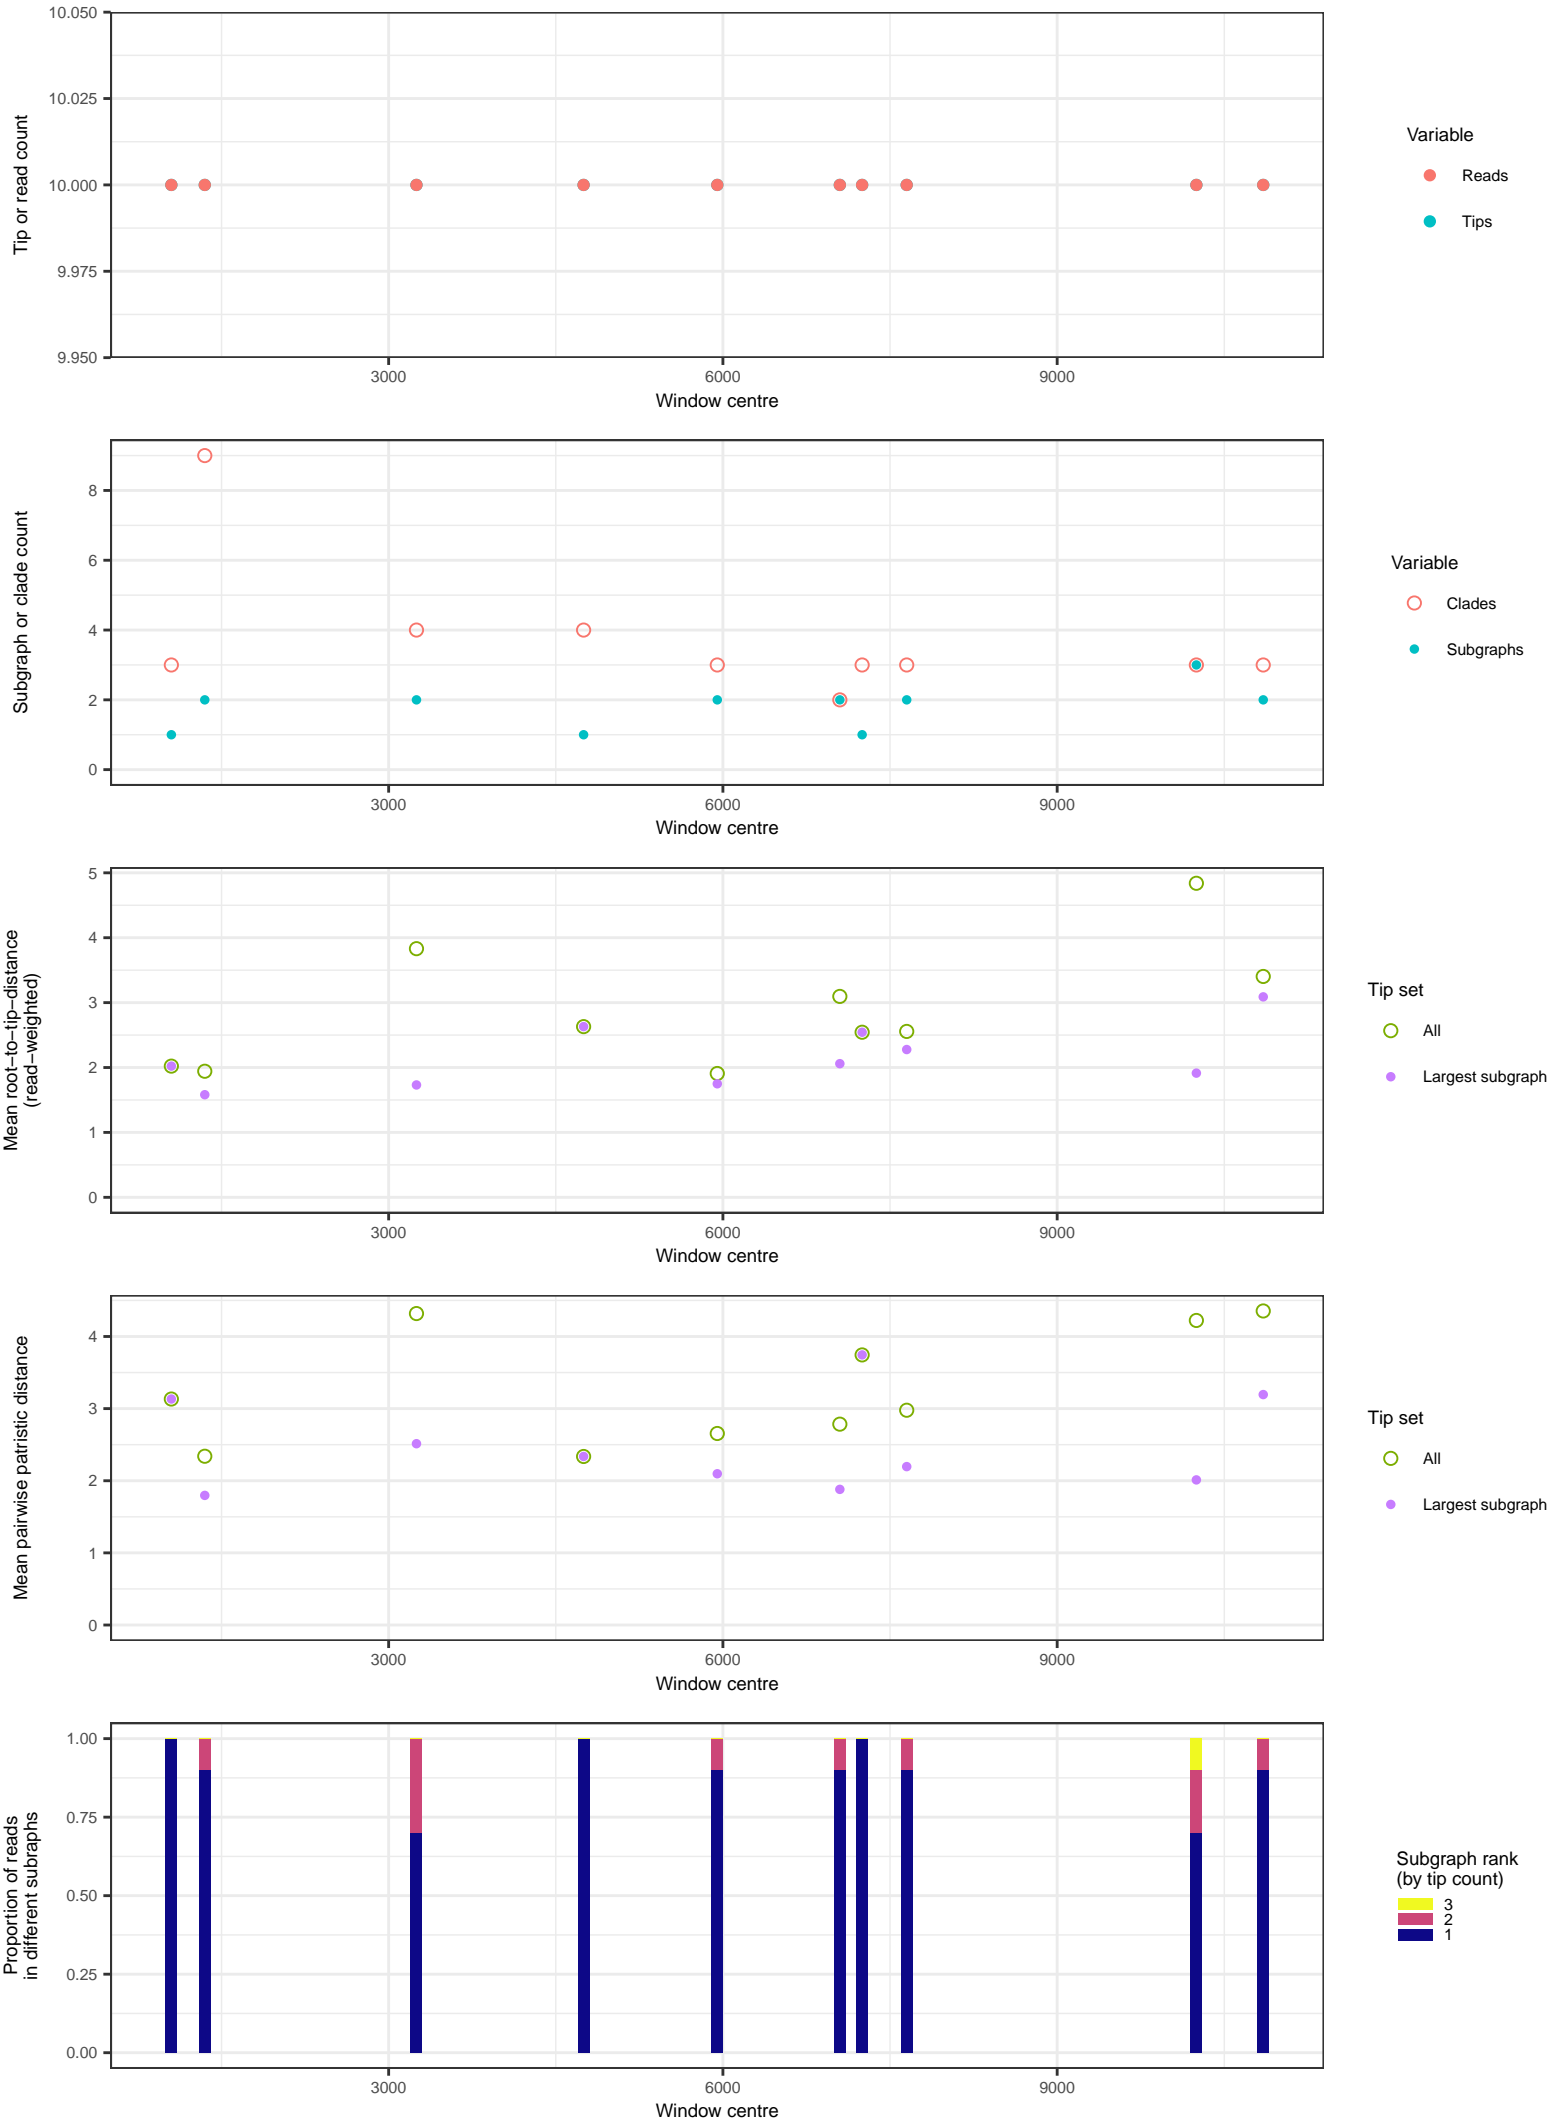 10.050
10.025
10.000
9.975
9.950
Tip or read count
3000 6000 9000
Window centre
Variable
Reads
Tips
8
6
4
2
0
Subgraph or clade count
3000 6000 9000
Window centre
Variable
Clades
Subgraphs
5
4
3
2
1
0
Mean root−to−tip−distance
(read−weighted)
3000 6000 9000
Window centre
Tip set
All
Largest subgraph
4
3
2
1
0
Mean pairwise patristic distance
3000 6000 9000
Window centre
Tip set
All
Largest subgraph
1.00
0.75
0.50
0.25
0.00
Proportion of reads
in different subraphs
3000 6000 9000
Window centre
Subgraph rank
(by tip count)
3
2
1